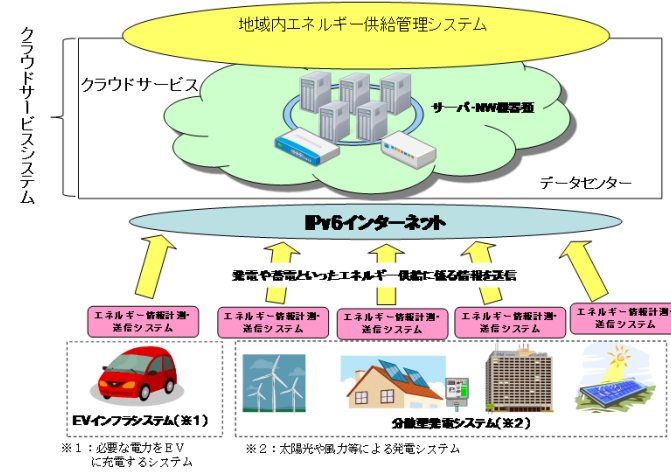 地域内エネルギー供給管理システム
クラウドサービスシステム
クラウドサービス
サーバ・NW機器類
データセンター
IPv6インターネット
発電や蓄電といったエネルギー供給に係る情報を送信
エネルギー情報計測・
送信システム
エネルギー情報計測・
送信システム
エネルギー情報計測・
送信システム
エネルギー情報計測・
送信システム
エネルギー情報計測・
送信システム
EVインフラシステム(※1)
分散型発電システム(※2)
※1:必要な電力をEV
に充電するシステム
※2:太陽光や風力等による発電システム